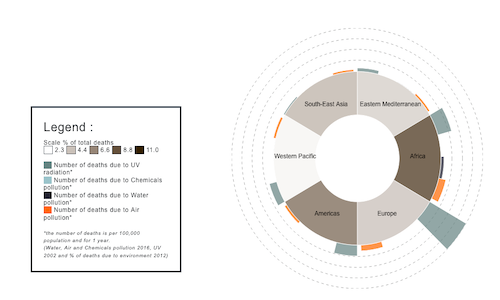 Legend :
Scale % of total deaths
2.3 4.4 6.6 8.8 11.0
Number of deaths due to UV
radiation*
Number of deaths due to Chemicals
pollution*
Number of deaths due to Water
pollution*
Number of deaths due to Air
pollution*
*the number of deaths is per 100,000
population and for 1 year.
(Water, Air and Chemicals pollution 2016, UV
2002 and % of deaths due to environment 2012)
South-East Asia
Eastern Mediterranean
Western Pacific
Africa
Americas
Europe